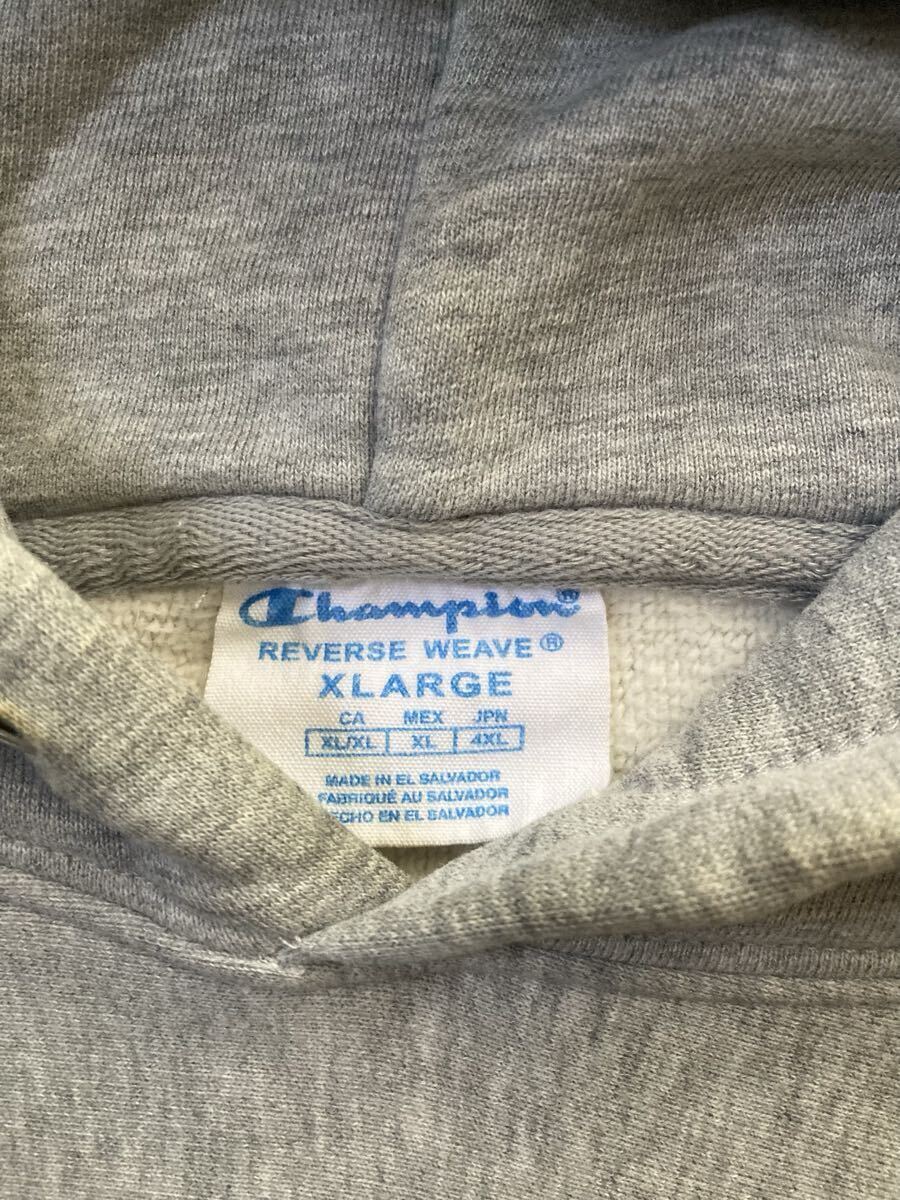 Champion®
REVERSE WEAVE®
XLARGE
CA MEX JPN
XL/XL XL 4XL
MADE IN EL SALVADOR
FABRIQUÉ AU SALVADOR
ECHO EN EL SALVADOR